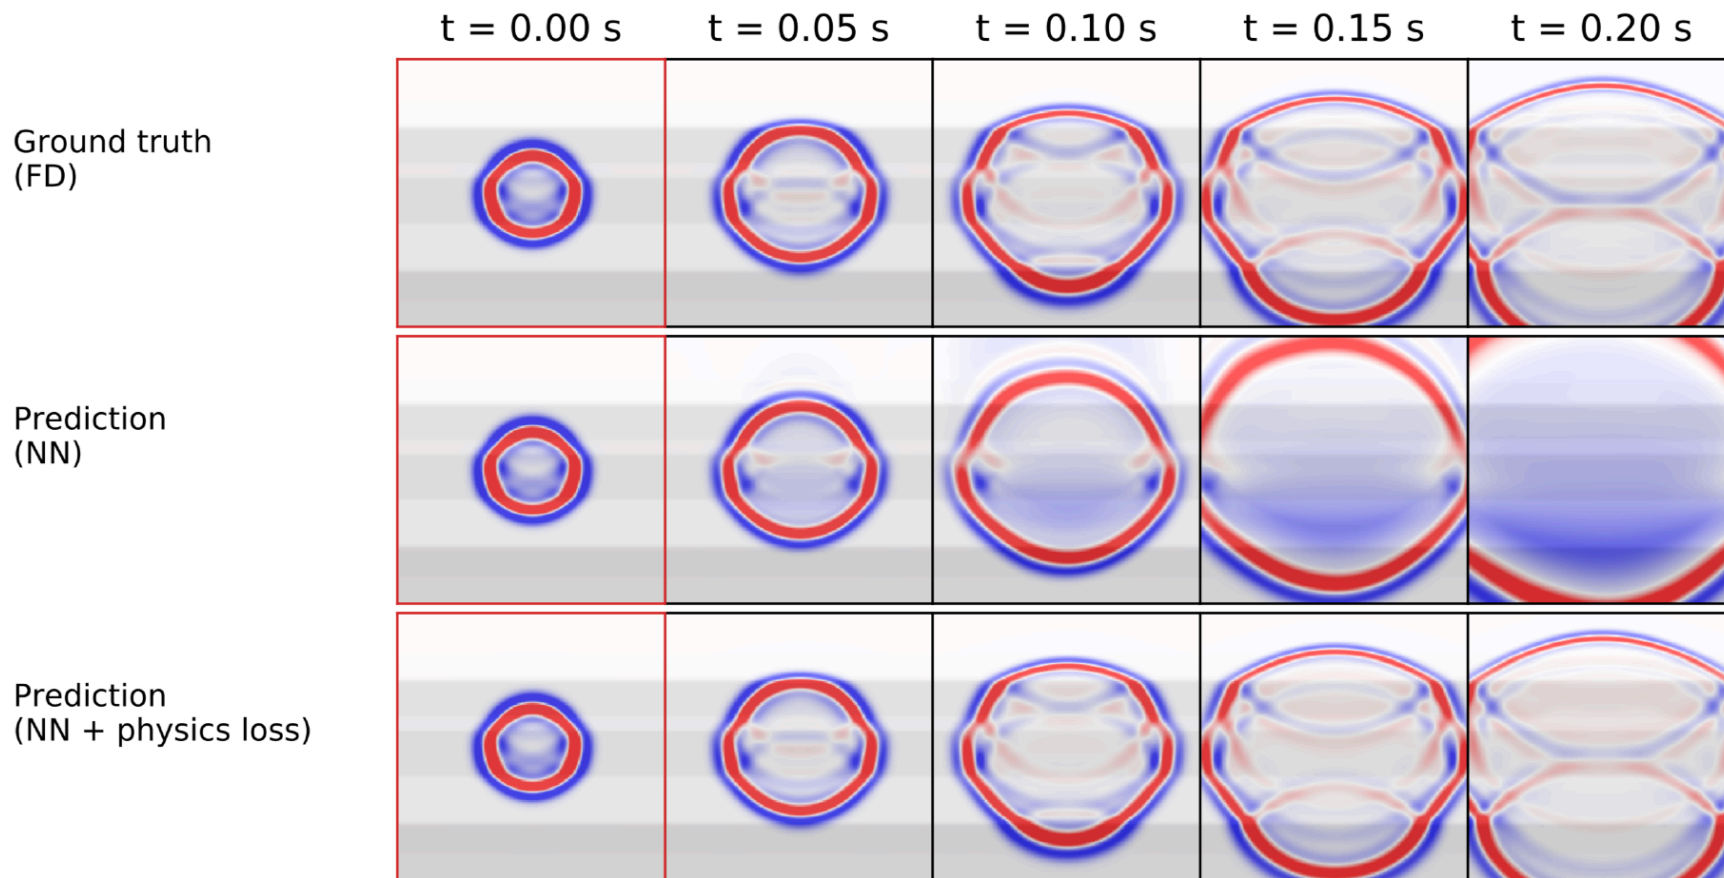 t = 0.00 s
t = 0.05 s
t = 0.10 s
t = 0.15 s
t = 0.20 s
Ground truth
(FD)
Prediction
(NN)
Prediction
(NN + physics loss)